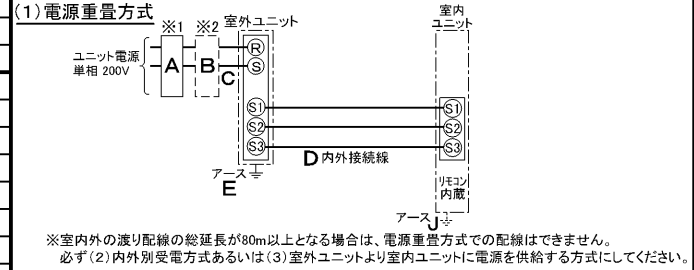 (1)電源重畳方式
※1 ※2 室外ユニット
室内
ユニット
ユニット電源
単相 200V
A B C
R
S
S1 S1
S2 S2
S3 S3
D 内外接続線
アース
E
リモコン
内蔵
アース J
※室内外の渡り配線の総延長が80m以上となる場合は、電源重畳方式での配線はできません。
必ず(2)内外別受電方式あるいは(3)室外ユニットより室内ユニットに電源を供給する方式にしてください。